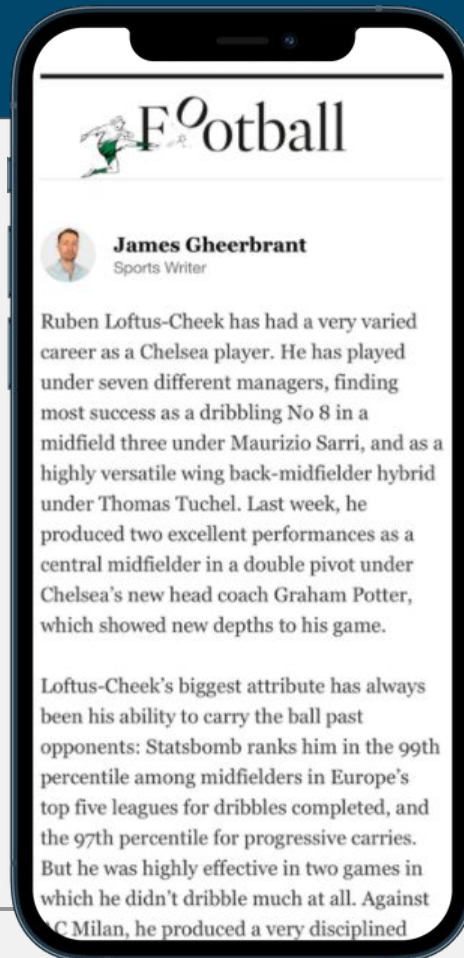 Football
James Gheerbrant
Sports Writer
Ruben Loftus-Cheek has had a very varied
career as a Chelsea player. He has played
under seven different managers, finding
most success as a dribbling No 8 in a
midfield three under Maurizio Sarri, and as a
highly versatile wing back-midfielder hybrid
under Thomas Tuchel. Last week, he
produced two excellent performances as a
central midfielder in a double pivot under
Chelsea’s new head coach Graham Potter,
which showed new depths to his game.
Loftus-Cheek’s biggest attribute has always
been his ability to carry the ball past
opponents: Statsbomb ranks him in the 99th
percentile among midfielders in Europe’s
top five leagues for dribbles completed, and
the 97th percentile for progressive carries.
But he was highly effective in two games in
which he didn’t dribble much at all. Against
AC Milan, he produced a very disciplined